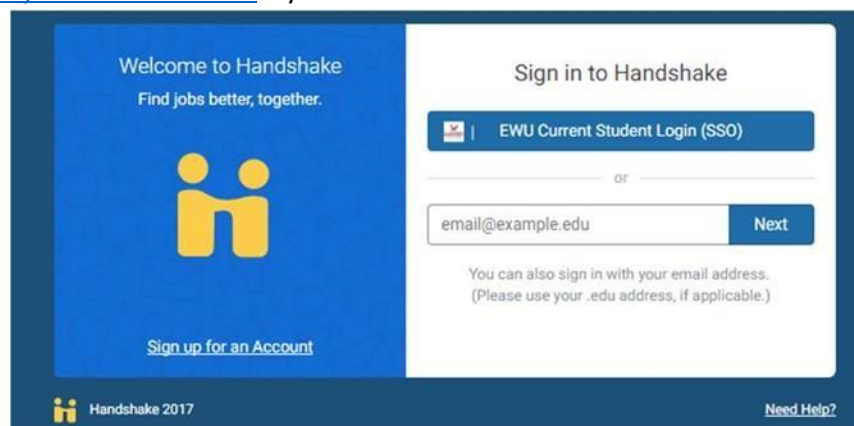 Welcome to Handshake
Find jobs better, together.
Sign up for an Account
Sign in to Handshake
| EWU Current Student Login (SSO)
or
email@example.edu
Next
You can also sign in with your email address.
(Please use your .edu address, if applicable.)
Handshake 2017
Need Help?